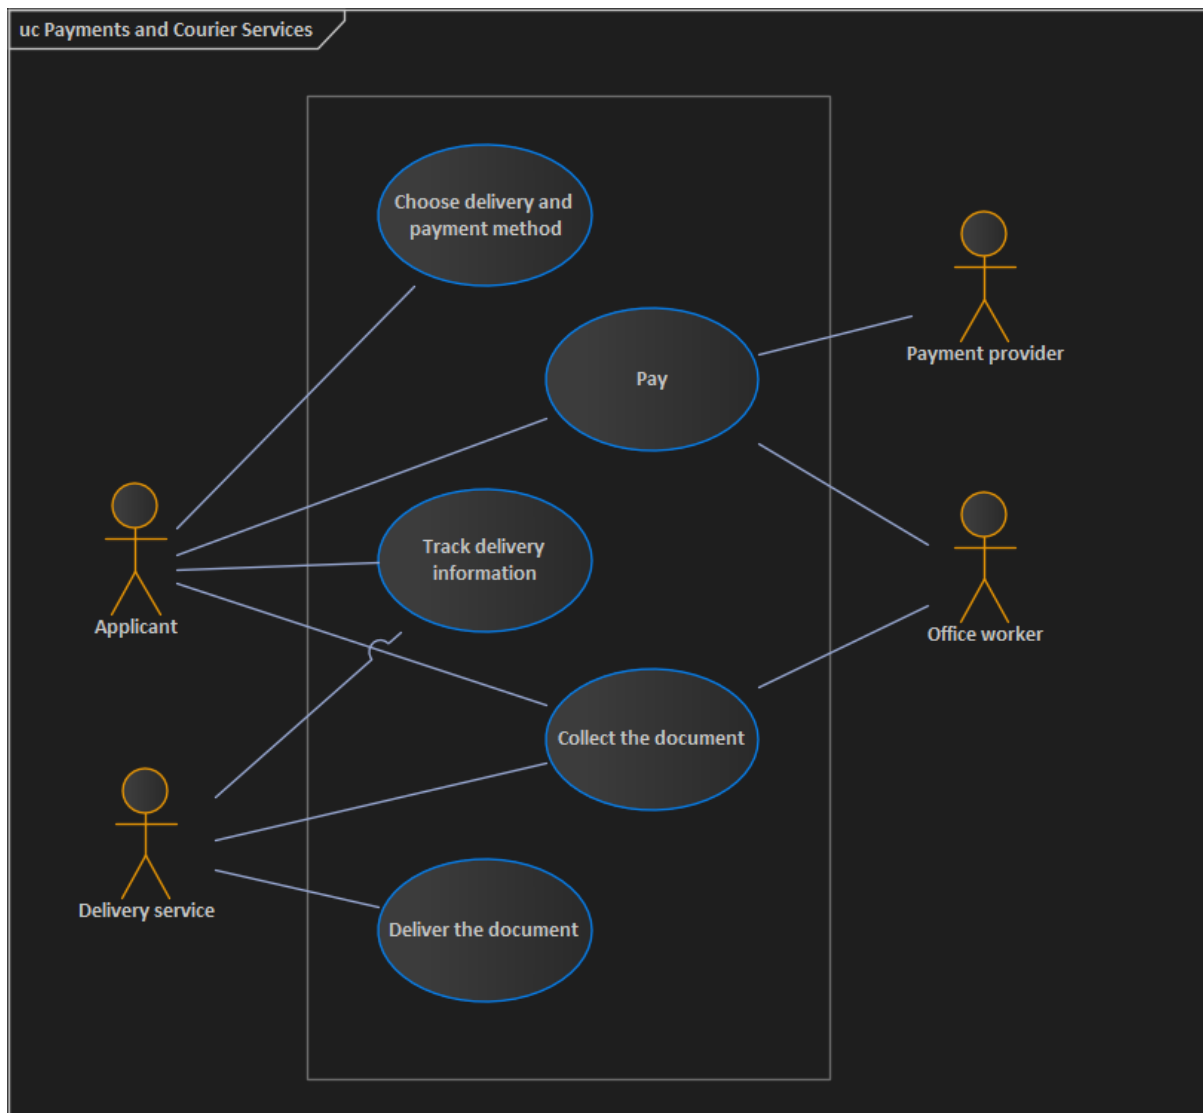 uc Payments and Courier Services
Choose delivery and
payment method
Pay
Payment provider
Track delivery
information
Applicant
Office worker
Collect the document
Delivery service
Deliver the document